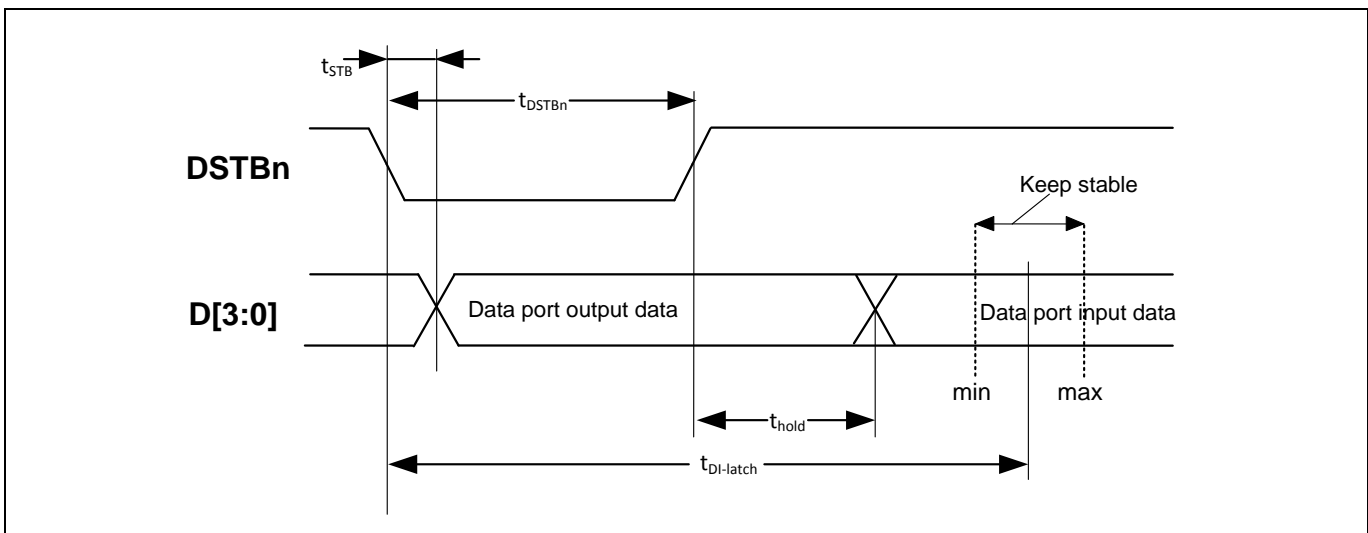 tSTB
tDSTBn
DSTBn
Keep stable
D[3:0]
Data port output data
Data port input data
min
max
thold
tDI-latch